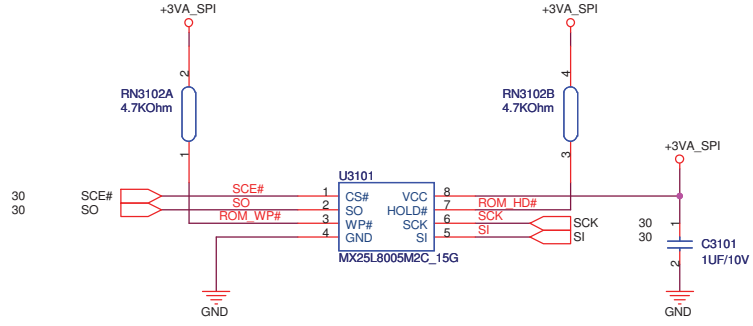 +3VA_SPI
+3VA_SPI
2
4
RN3102A
4.7KOhm
RN3102B
4.7KOhm
1
3
+3VA_SPI
U3101
30 SCE# SCE# 1 CS# VCC 8
30 SO SO 2 SO HOLD# 7 ROM_HD#
ROM_WP# 3 WP# SCK 6 SCK SCK 30
4 GND SI 5 SI SI 30
MX25L8005M2C_15G
1
C3101
1UF/10V
2
GND
GND